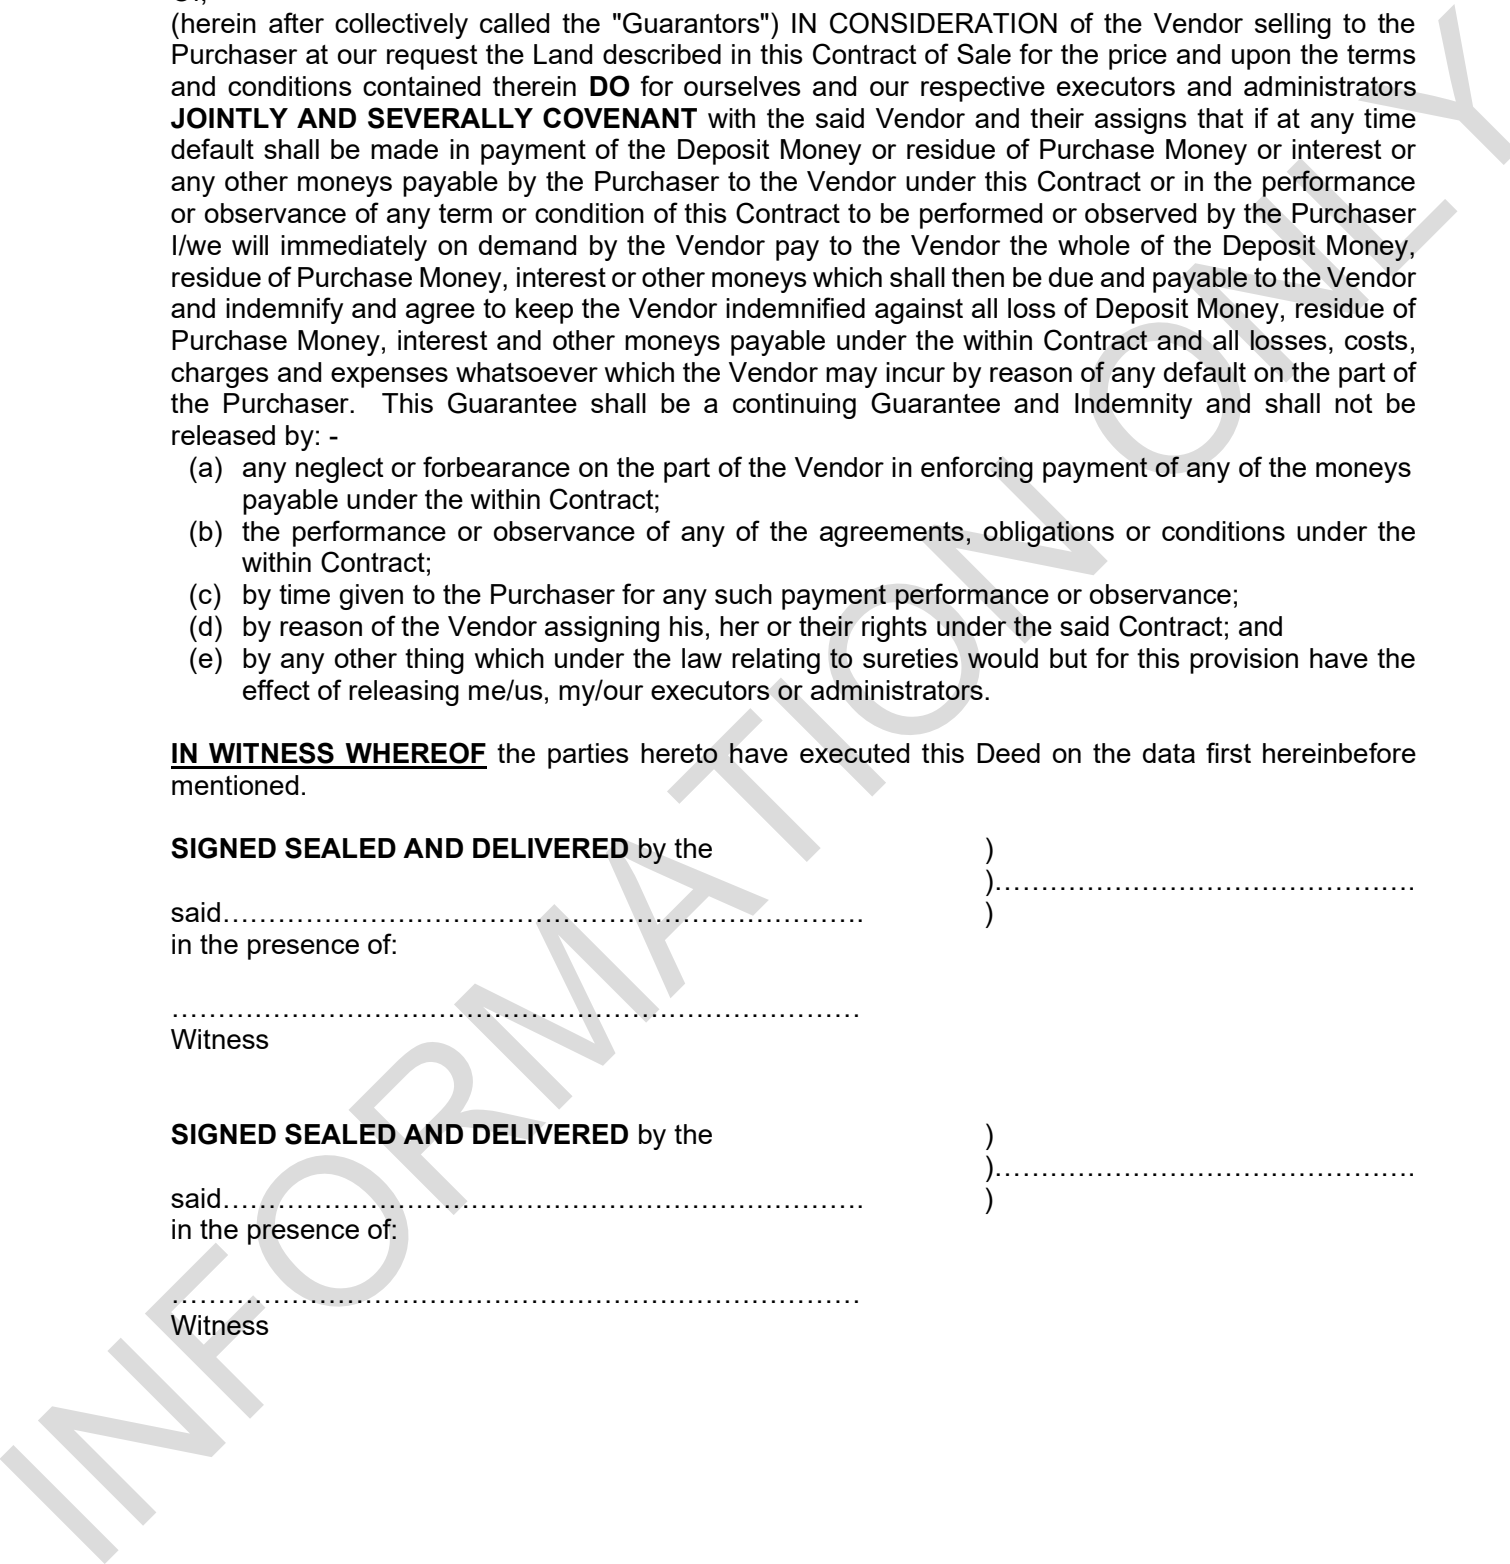 (herein after collectively called the "Guarantors") IN CONSIDERATION of the Vendor selling to the
Purchaser at our request the Land described in this Contract of Sale for the price and upon the terms
and conditions contained therein DO for ourselves and our respective executors and administrators
JOINTLY AND SEVERALLY COVENANT with the said Vendor and their assigns that if at any time
default shall be made in payment of the Deposit Money or residue of Purchase Money or interest or
any other moneys payable by the Purchaser to the Vendor under this Contract or in the performance
or observance of any term or condition of this Contract to be performed or observed by the Purchaser
I/we will immediately on demand by the Vendor pay to the Vendor the whole of the Deposit Money,
residue of Purchase Money, interest or other moneys which shall then be due and payable to the Vendor
and indemnify and agree to keep the Vendor indemnified against all loss of Deposit Money, residue of
Purchase Money, interest and other moneys payable under the within Contract and all losses, costs,
charges and expenses whatsoever which the Vendor may incur by reason of any default on the part of
the Purchaser. This Guarantee shall be a continuing Guarantee and Indemnity and shall not be
released by: -
(a) any neglect or forbearance on the part of the Vendor in enforcing payment of any of the moneys
payable under the within Contract;
(b) the performance or observance of any of the agreements, obligations or conditions under the
within Contract;
(c) by time given to the Purchaser for any such payment performance or observance;
(d) by reason of the Vendor assigning his, her or their rights under the said Contract; and
(e) by any other thing which under the law relating to sureties would but for this provision have the
effect of releasing me/us, my/our executors or administrators.
IN WITNESS WHEREOF the parties hereto have executed this Deed on the data first hereinbefore
mentioned.
SIGNED SEALED AND DELIVERED by the )
)……………………………………….
said……………………………………………………………. )
in the presence of:
…………………………………………………………………
Witness
SIGNED SEALED AND DELIVERED by the )
)……………………………………….
said……………………………………………………………. )
in the presence of:
…………………………………………………………………
Witness
INFORMATION ONLY